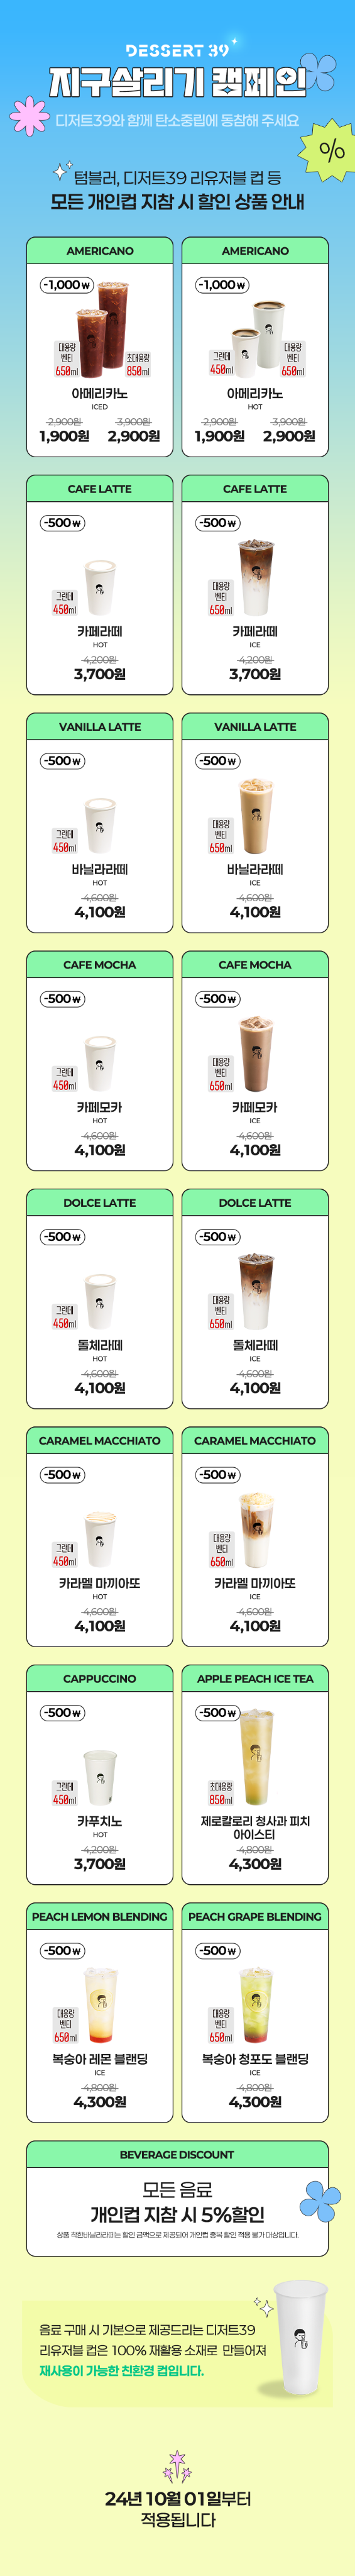 DESSERT 39
지구살리기 캠페인
디저트39와 함께 탄소중립에 동참해 주세요
%
텀블러, 디저트39 리유저블 컵 등
모든 개인컵 지참 시 할인 상품 안내
AMERICANO
-1,000₩
대용량
벤티
650ml
초대용량
850ml
아메리카노
ICED
2,900원 3,900원
1,900원 2,900원
AMERICANO
-1,000₩
그란데
450ml
대용량
벤티
650ml
아메리카노
HOT
2,900원 3,900원
1,900원 2,900원
CAFE LATTE
-500₩
그란데
450ml
카페라떼
HOT
4,200원
3,700원
CAFE LATTE
-500₩
대용량
벤티
650ml
카페라떼
ICE
4,200원
3,700원
VANILLA LATTE
-500₩
그란데
450ml
바닐라라떼
HOT
4,600원
4,100원
VANILLA LATTE
-500₩
대용량
벤티
650ml
바닐라라떼
ICE
4,600원
4,100원
CAFE MOCHA
-500₩
그란데
450ml
카페모카
HOT
4,600원
4,100원
CAFE MOCHA
-500₩
대용량
벤티
650ml
카페모카
ICE
4,600원
4,100원
DOLCE LATTE
-500₩
그란데
450ml
돌체라떼
HOT
4,600원
4,100원
DOLCE LATTE
-500₩
대용량
벤티
650ml
돌체라떼
ICE
4,600원
4,100원
CARAMEL MACCHIATO
-500₩
그란데
450ml
카라멜 마끼아또
HOT
4,600원
4,100원
CARAMEL MACCHIATO
-500₩
대용량
벤티
650ml
카라멜 마끼아또
ICE
4,600원
4,100원
CAPPUCCINO
-500₩
그란데
450ml
카푸치노
HOT
4,200원
3,700원
APPLE PEACH ICE TEA
-500₩
초대용량
850ml
제로칼로리 청사과 피치
아이스티
4,800원
4,300원
PEACH LEMON BLENDING
-500₩
대용량
벤티
650ml
복숭아 레몬 블랜딩
ICE
4,800원
4,300원
PEACH GRAPE BLENDING
-500₩
대용량
벤티
650ml
복숭아 청포도 블랜딩
ICE
4,800원
4,300원
BEVERAGE DISCOUNT
모든 음료
개인컵 지참 시 5%할인
상품 착한바닐라라떼는 할인 금액으로 제공되어 개인컵 중복 할인 적용 불가 대상입니다.
음료 구매 시 기본으로 제공드리는 디저트39
리유저블 컵은 100% 재활용 소재로 만들어져
재사용이 가능한 친환경 컵입니다.
24년 10월 01일부터
적용됩니다